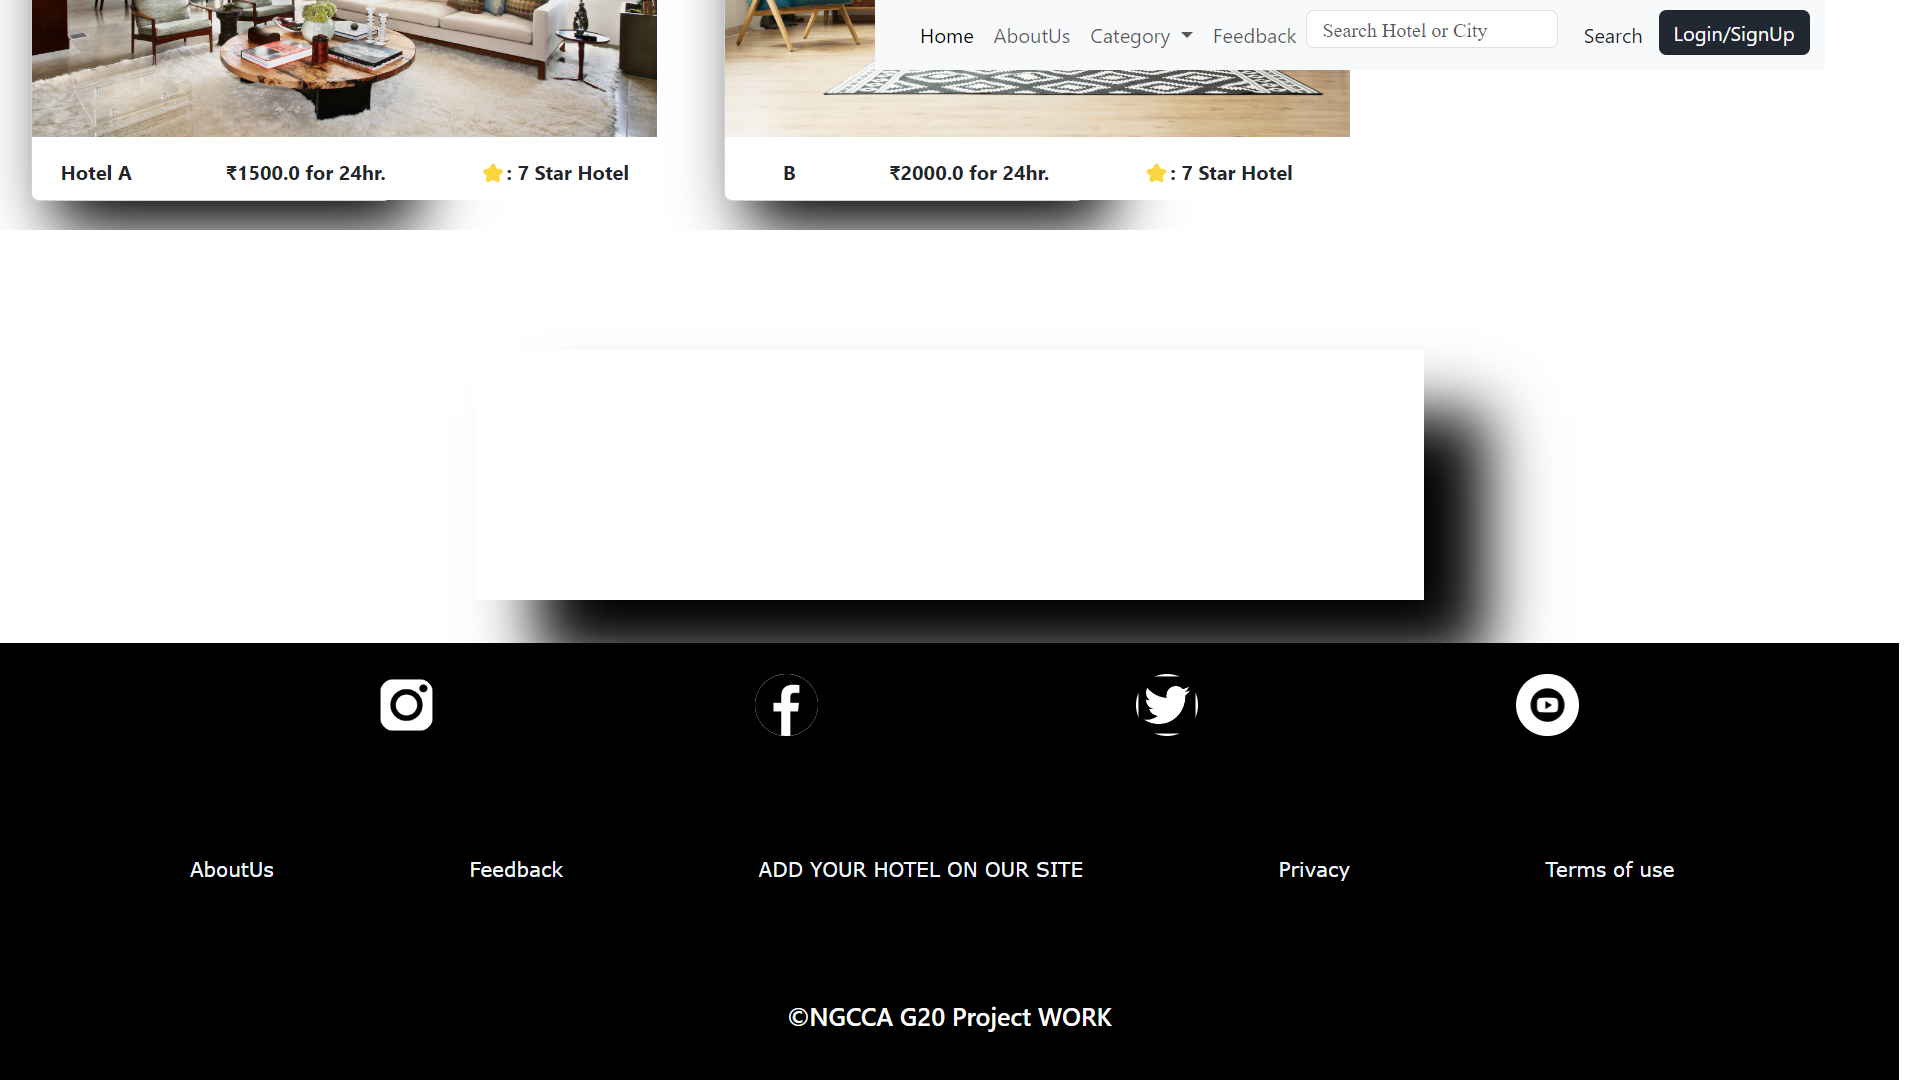 Home AboutUs Category Feedback Search Hotel or City Search Login/SignUp
Hotel A ₹1500.0 for 24hr. ⭐: 7 Star Hotel
B ₹2000.0 for 24hr. ⭐: 7 Star Hotel
AboutUs Feedback ADD YOUR HOTEL ON OUR SITE Privacy Terms of use
©NGCCA G20 Project WORK